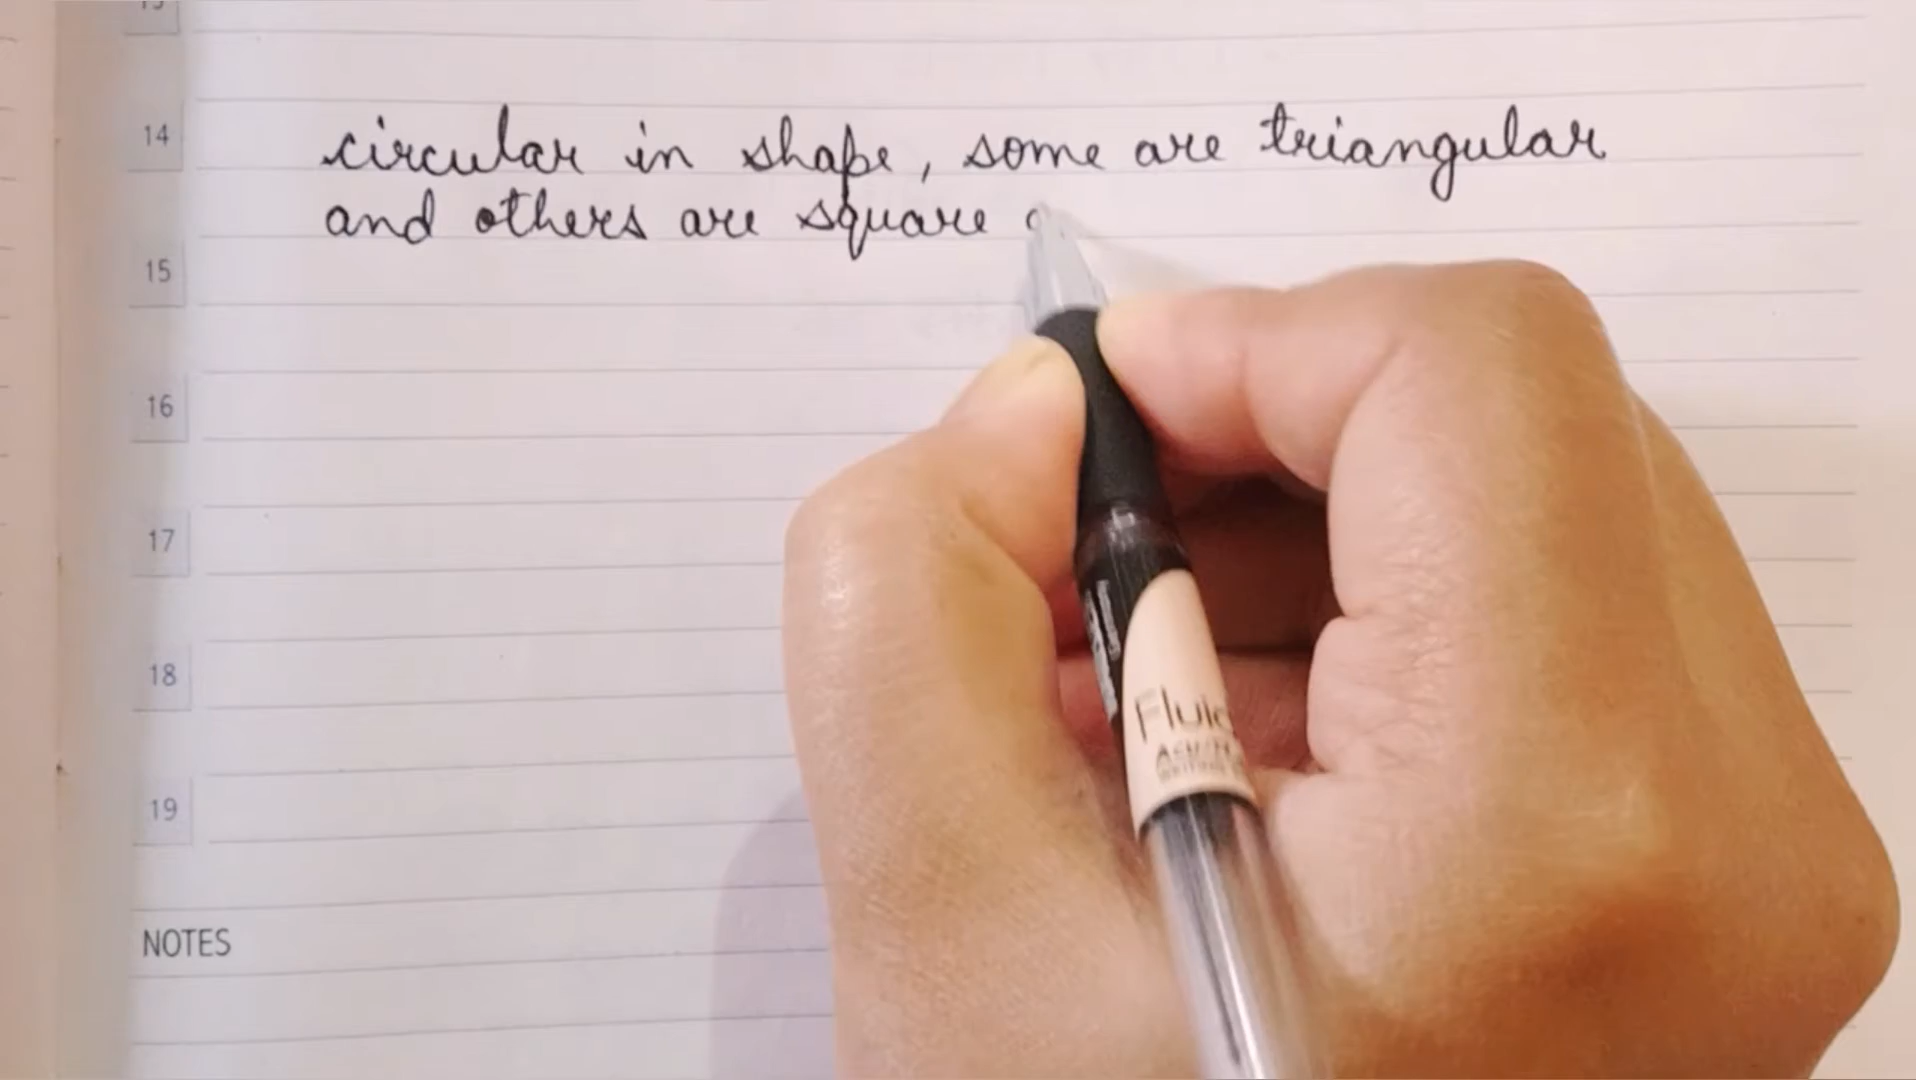 14
circular in shape, some are triangular
and others are square
15
16
17
18
19
NOTES